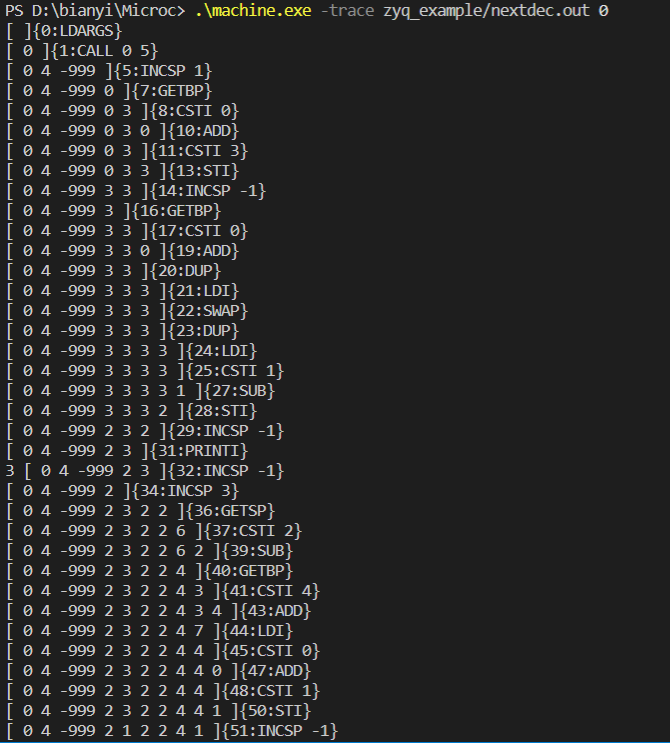 PS D:\bianyi\Microc> .\machine.exe -trace zyq_example/nextdec.out 0
[ ]{0:LDARGS}
[ 0 ]{1:CALL 0 5}
[ 0 4 -999 ]{5:INCSP 1}
[ 0 4 -999 0 ]{7:GETBP}
[ 0 4 -999 0 3 ]{8:CSTI 0}
[ 0 4 -999 0 3 0 ]{10:ADD}
[ 0 4 -999 0 3 ]{11:CSTI 3}
[ 0 4 -999 0 3 3 ]{13:STI}
[ 0 4 -999 3 3 ]{14:INCSP -1}
[ 0 4 -999 3 ]{16:GETBP}
[ 0 4 -999 3 3 ]{17:CSTI 0}
[ 0 4 -999 3 3 0 ]{19:ADD}
[ 0 4 -999 3 3 ]{20:DUP}
[ 0 4 -999 3 3 3 ]{21:LDI}
[ 0 4 -999 3 3 3 ]{22:SWAP}
[ 0 4 -999 3 3 3 ]{23:DUP}
[ 0 4 -999 3 3 3 3 ]{24:LDI}
[ 0 4 -999 3 3 3 3 ]{25:CSTI 1}
[ 0 4 -999 3 3 3 3 1 ]{27:SUB}
[ 0 4 -999 3 3 3 2 ]{28:STI}
[ 0 4 -999 2 3 2 ]{29:INCSP -1}
[ 0 4 -999 2 3 ]{31:PRINTI}
3 [ 0 4 -999 2 3 ]{32:INCSP -1}
[ 0 4 -999 2 ]{34:INCSP 3}
[ 0 4 -999 2 3 2 2 ]{36:GETSP}
[ 0 4 -999 2 3 2 2 6 ]{37:CSTI 2}
[ 0 4 -999 2 3 2 2 6 2 ]{39:SUB}
[ 0 4 -999 2 3 2 2 4 ]{40:GETBP}
[ 0 4 -999 2 3 2 2 4 3 ]{41:CSTI 4}
[ 0 4 -999 2 3 2 2 4 3 4 ]{43:ADD}
[ 0 4 -999 2 3 2 2 4 7 ]{44:LDI}
[ 0 4 -999 2 3 2 2 4 4 ]{45:CSTI 0}
[ 0 4 -999 2 3 2 2 4 4 0 ]{47:ADD}
[ 0 4 -999 2 3 2 2 4 4 ]{48:CSTI 1}
[ 0 4 -999 2 3 2 2 4 4 1 ]{50:STI}
[ 0 4 -999 2 1 2 2 4 1 ]{51:INCSP -1}